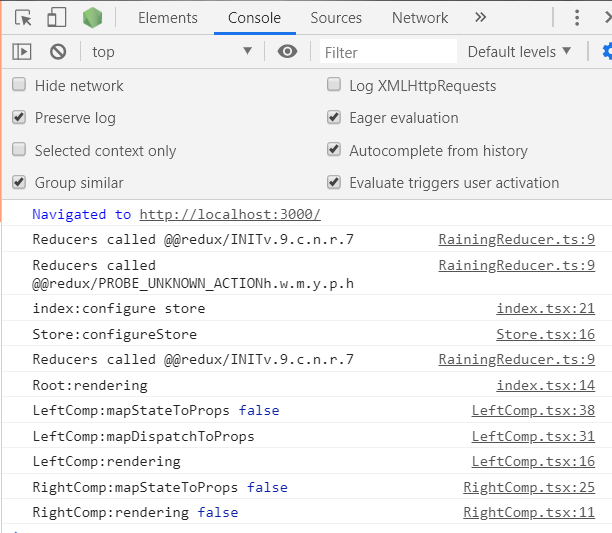 Elements Console Sources Network »
top Filter Default levels
Hide network Log XMLHttpRequests
Preserve log Eager evaluation
Selected context only Autocomplete from history
Group similar Evaluate triggers user activation
Navigated to http://localhost:3000/
Reducers called @@redux/INITv.9.c.n.r.7 RainingReducer.ts:9
Reducers called RainingReducer.ts:9
@@redux/PROBE_UNKNOWN_ACTIONh.w.m.y.p.h
index:configure store index.tsx:21
Store:configureStore Store.tsx:16
Reducers called @@redux/INITv.9.c.n.r.7 RainingReducer.ts:9
Root:rendering index.tsx:14
LeftComp:mapStateToProps false LeftComp.tsx:38
LeftComp:mapDispatchToProps LeftComp.tsx:31
LeftComp:rendering LeftComp.tsx:16
RightComp:mapStateToProps false RightComp.tsx:25
RightComp:rendering false RightComp.tsx:11